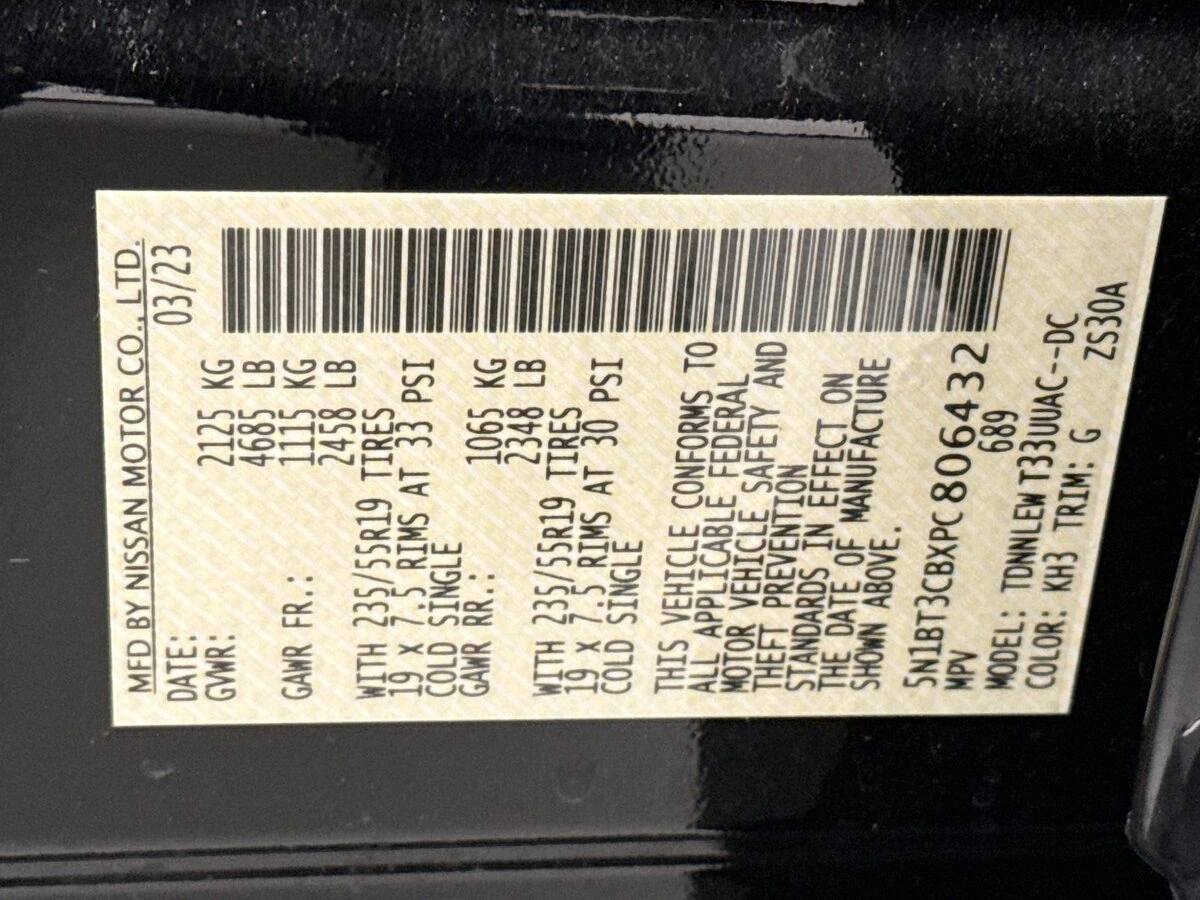 MFD BY NISSAN MOTOR CO., LTD.
DATE: 03/23
GVWR: 2125 KG
4685 LB
GAWR FR.: 1115 KG
2458 LB
WITH 235/55R19 TIRES
19 X 7.5 RIMS AT 33 PSI
COLD SINGLE
GAWR RR.: 1065 KG
2348 LB
WITH 235/55R19 TIRES
19 X 7.5 RIMS AT 30 PSI
COLD SINGLE
THIS VEHICLE CONFORMS TO
ALL APPLICABLE FEDERAL
MOTOR VEHICLE SAFETY AND
THEFT PREVENTION
STANDARDS IN EFFECT ON
THE DATE OF MANUFACTURE
SHOWN ABOVE.
5N1BT3CBXPC806432
MPV 689
MODEL: TDNNLEW T33UUAC--DC
COLOR: KH3 TRIM: G ZS30A